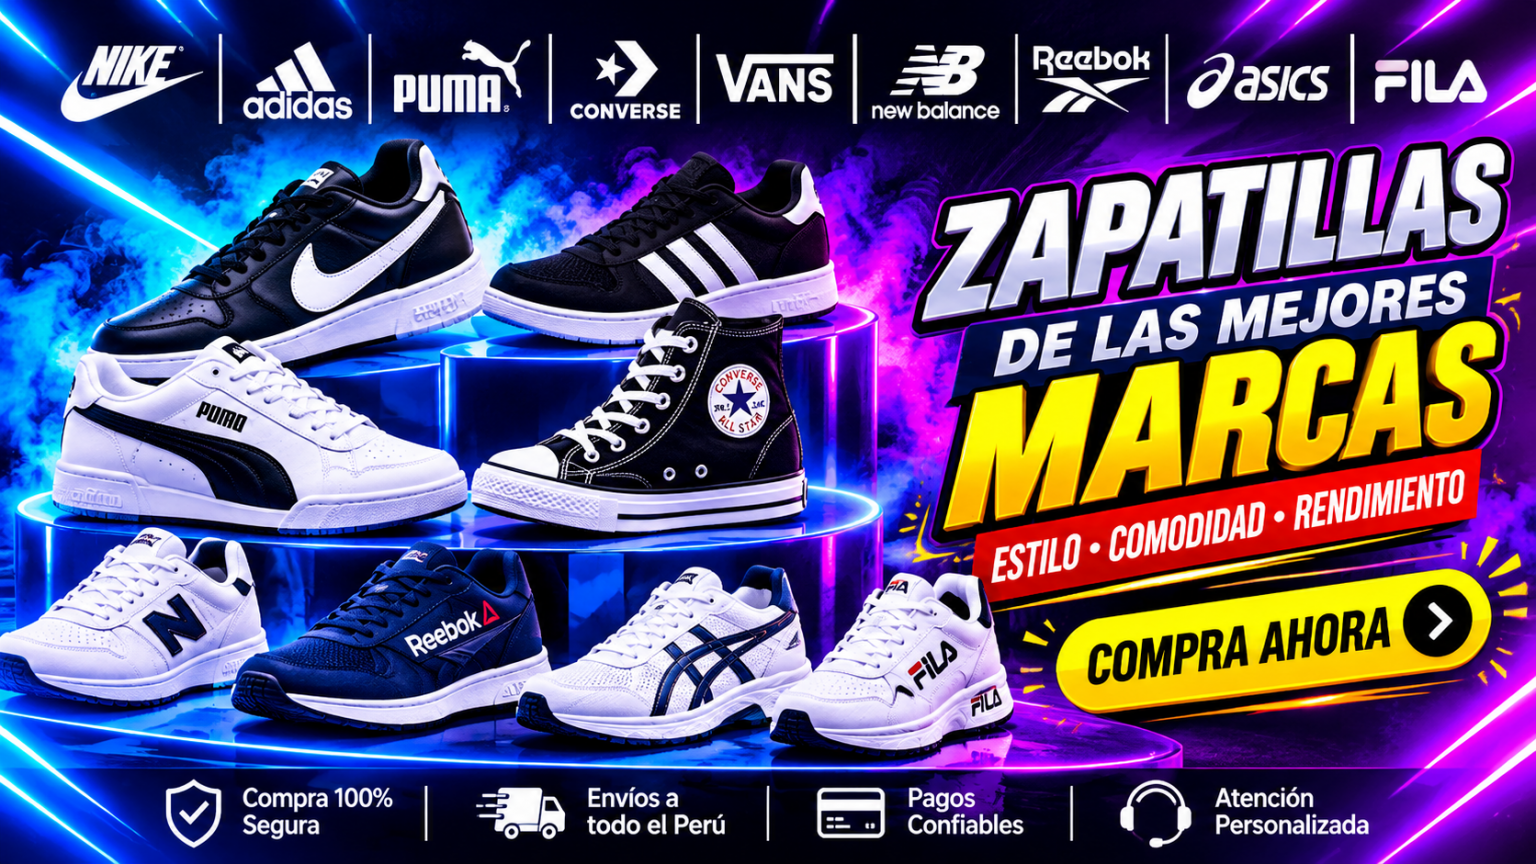 NIKE
adidas
PUMA
CONVERSE
VANS
new balance
Reebok
asics
FILA
ZAPATILLAS
DE LAS MEJORES
MARCAS
ESTILO • COMODIDAD • RENDIMIENTO
COMPRA AHORA
PUMA
CONVERSE
ALL STAR
N
Reebok
FILA
FILA
Compra 100%
Segura
Envíos a
todo el Perú
Pagos
Confiables
Atención
Personalizada